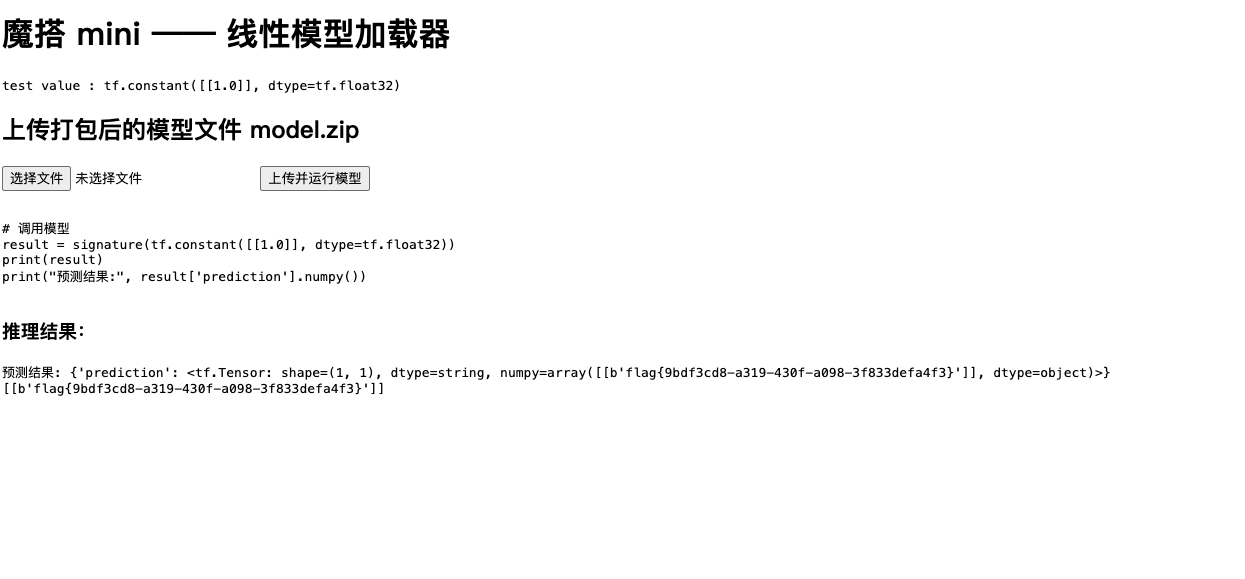 魔搭 mini —— 线性模型加载器
test value : tf.constant([[1.0]], dtype=tf.float32)
上传打包后的模型文件 model.zip
选择文件 未选择文件 上传并运行模型
# 调用模型
result = signature(tf.constant([[1.0]], dtype=tf.float32))
print(result)
print("预测结果:", result['prediction'].numpy())
推理结果：
预测结果: {'prediction': <tf.Tensor: shape=(1, 1), dtype=string, numpy=array([[b'flag{9bdf3cd8-a319-430f-a098-3f833defa4f3}']], dtype=object)>}
[[b'flag{9bdf3cd8-a319-430f-a098-3f833defa4f3}']]